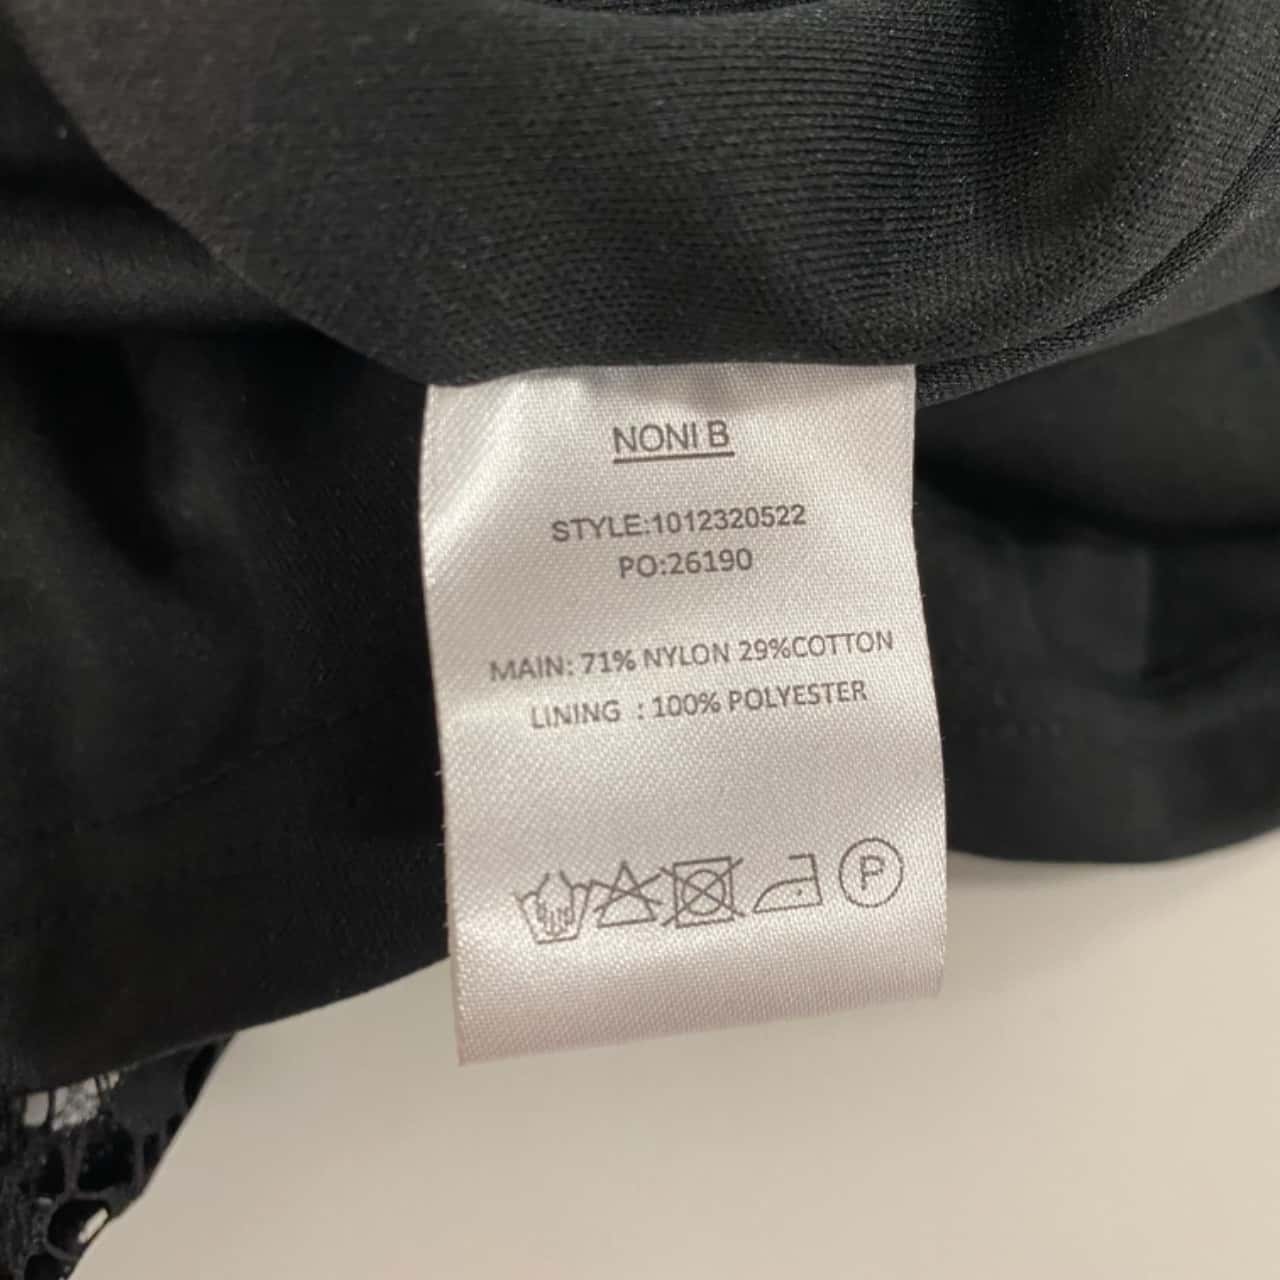 NONI B
STYLE:1012320522
PO:26190
MAIN: 71% NYLON 29%COTTON
LINING : 100% POLYESTER
P